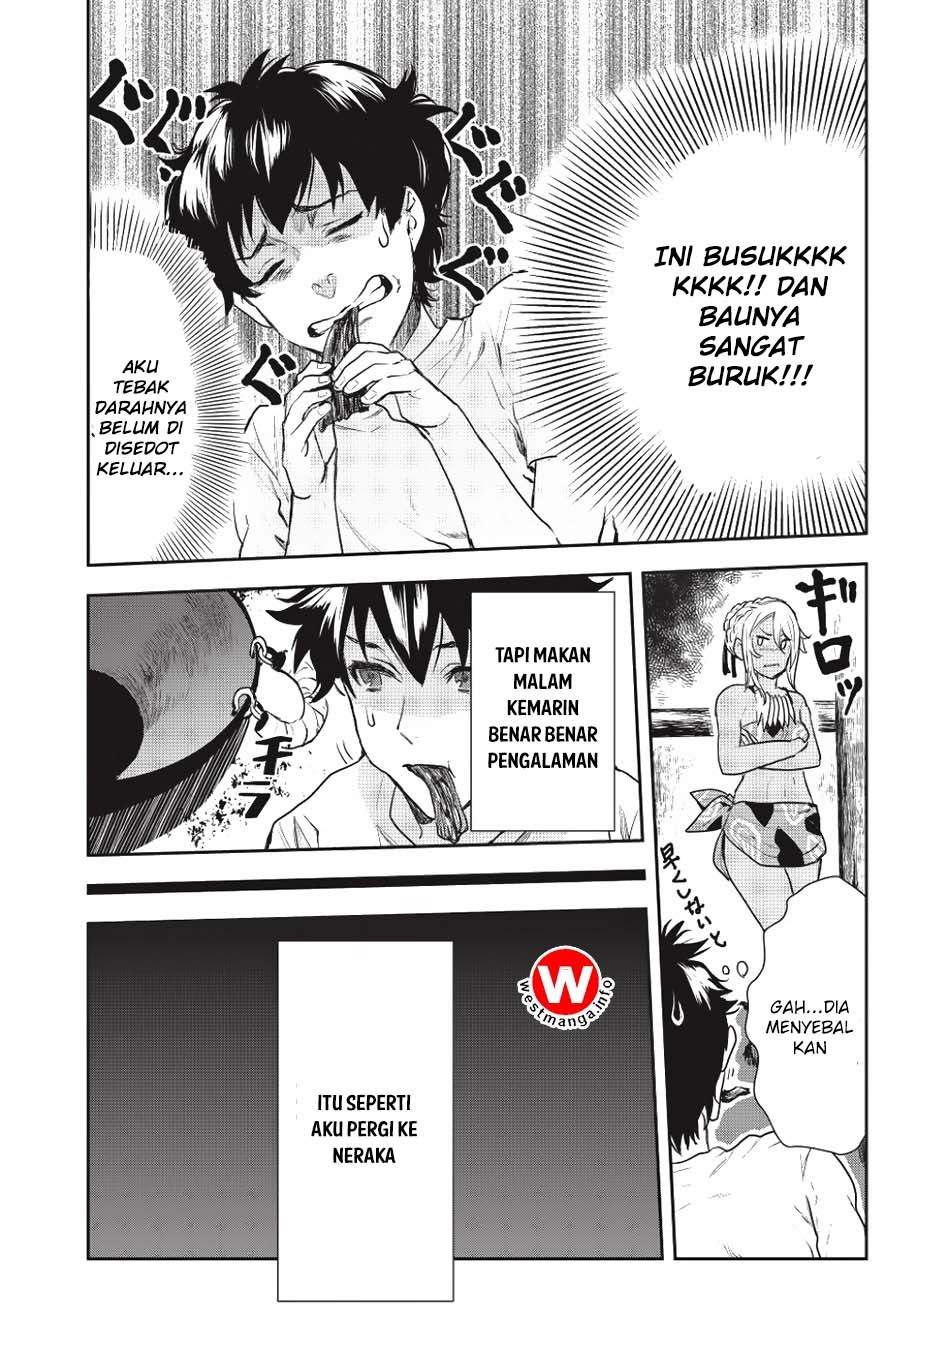 INI BUSUKKKK
KKKK!! DAN
BAUNYA
SANGAT
BURUK!!!
ぐぐぐ
ぐぐぐ
ぐ
AKU
TEBAK
DARAHNYA
BELUM DI
DISEDOT
KELUAR...
ギロッ
早くしないと
GAH...DIA
MENYEBAL
KAN
TAPI MAKAN
MALAM
KEMARIN
BENAR BENAR
PENGALAMAN
チラ
ITU SEPERTI
AKU PERGI KE
NERAKA
W
westmanga.info